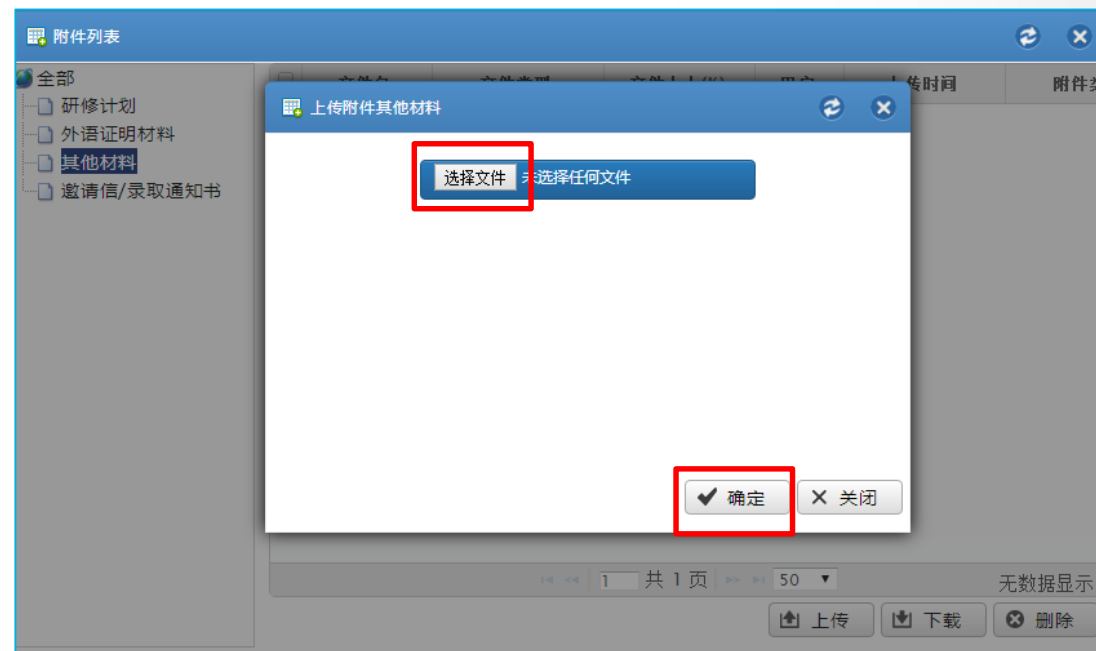 附件列表
全部
研修计划
外语证明材料
其他材料
邀请信/录取通知书
传时间
附件
上传附件其他材料
选择文件 未选择任何文件
确定 关闭
1 共 1 页 50
无数据显示
上传 下载 删除